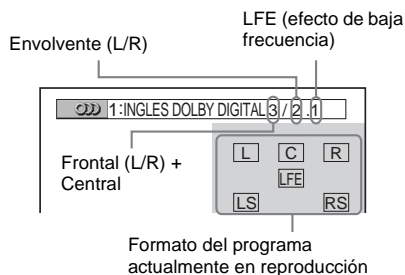 LFE (efecto de baja
frecuencia)
Envolvente (L/R)
1:INGLES DOLBY DIGITAL 3 / 2 .1
Frontal (L/R) +
Central
L C R
LFE
LS RS
Formato del programa
actualmente en reproducción